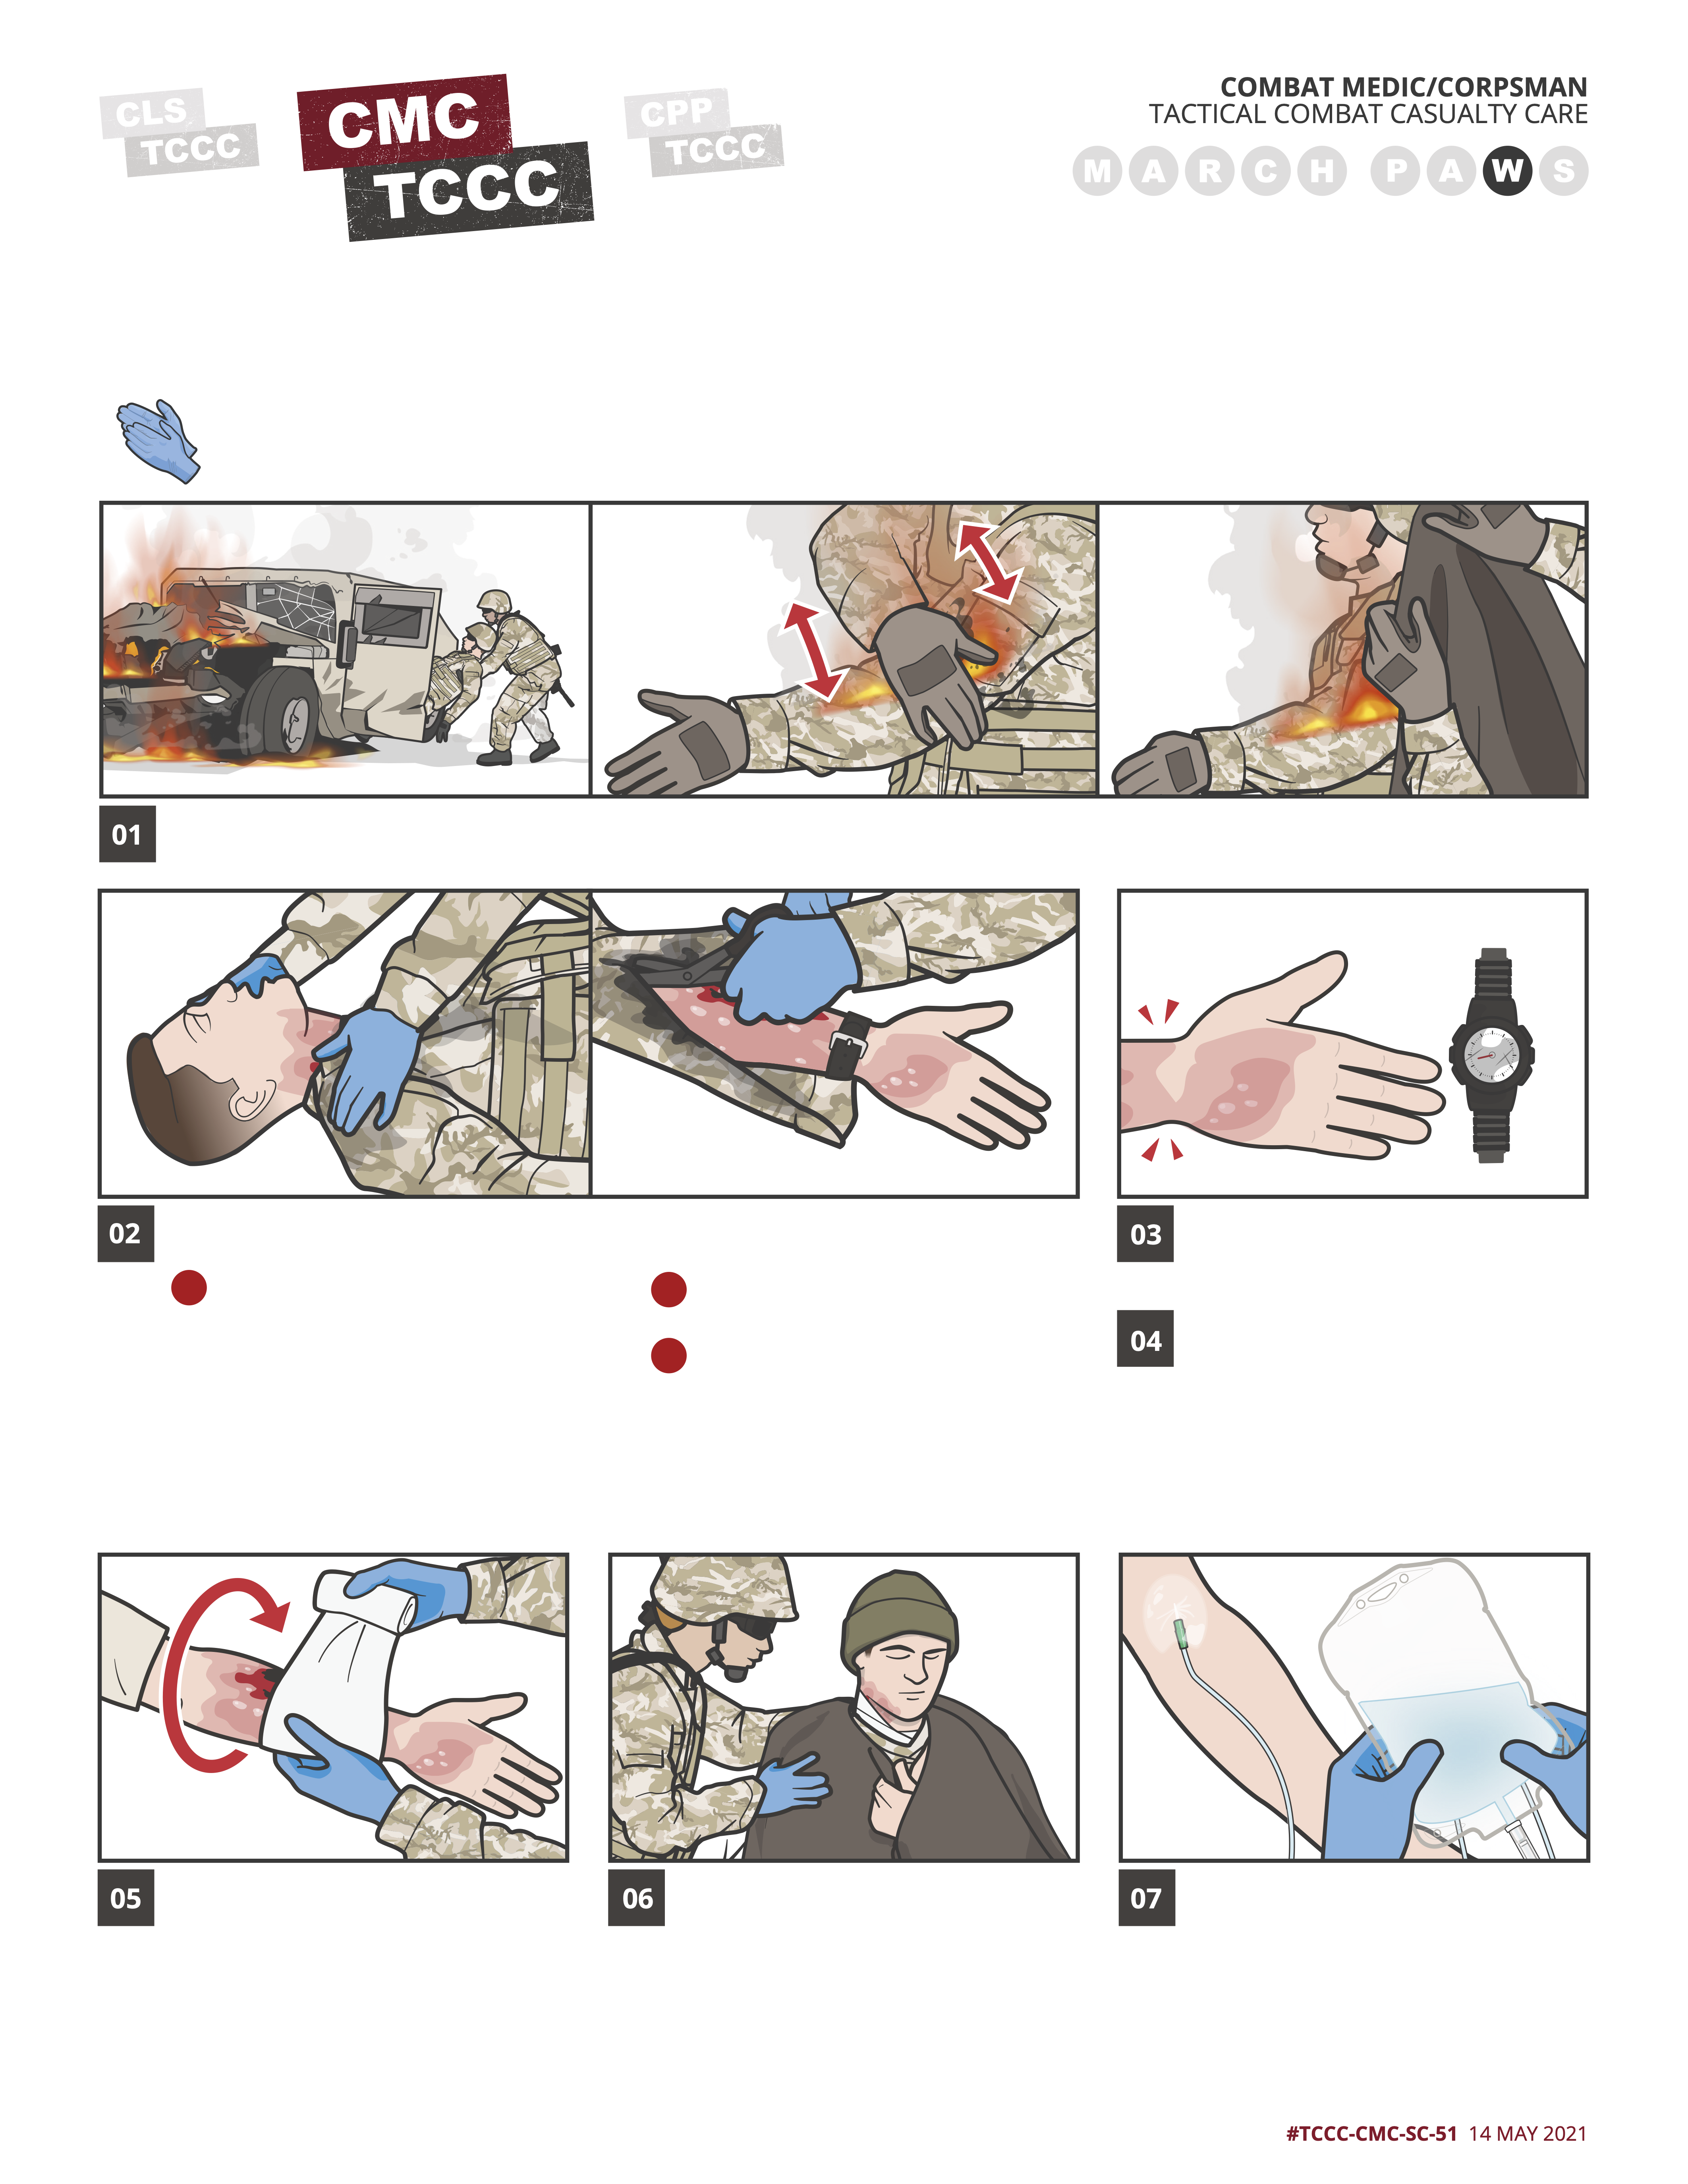 CLS
TCCC
CMC
TCCC
CPP
TCCC
COMBAT MEDIC/CORPSMAN
TACTICAL COMBAT CASUALTY CARE
M A R C H P A W S
01
02
03
04
05
06
07
#TCCC-CMC-SC-51 14 MAY 2021